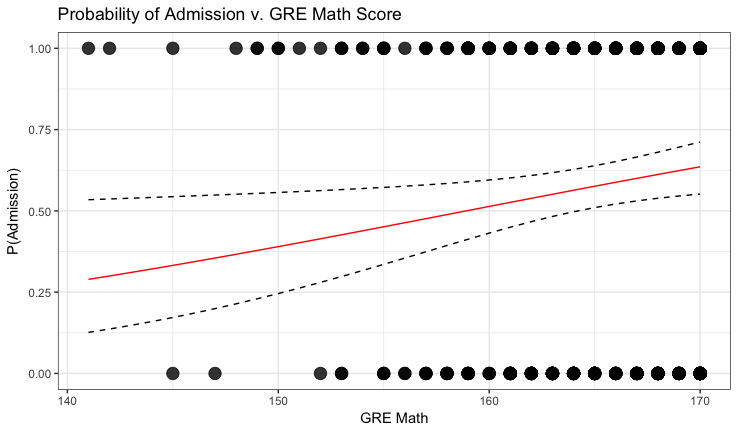 Probability of Admission v. GRE Math Score
1.00
0.75
0.50
0.25
0.00
P(Admission)
140 150 160 170
GRE Math